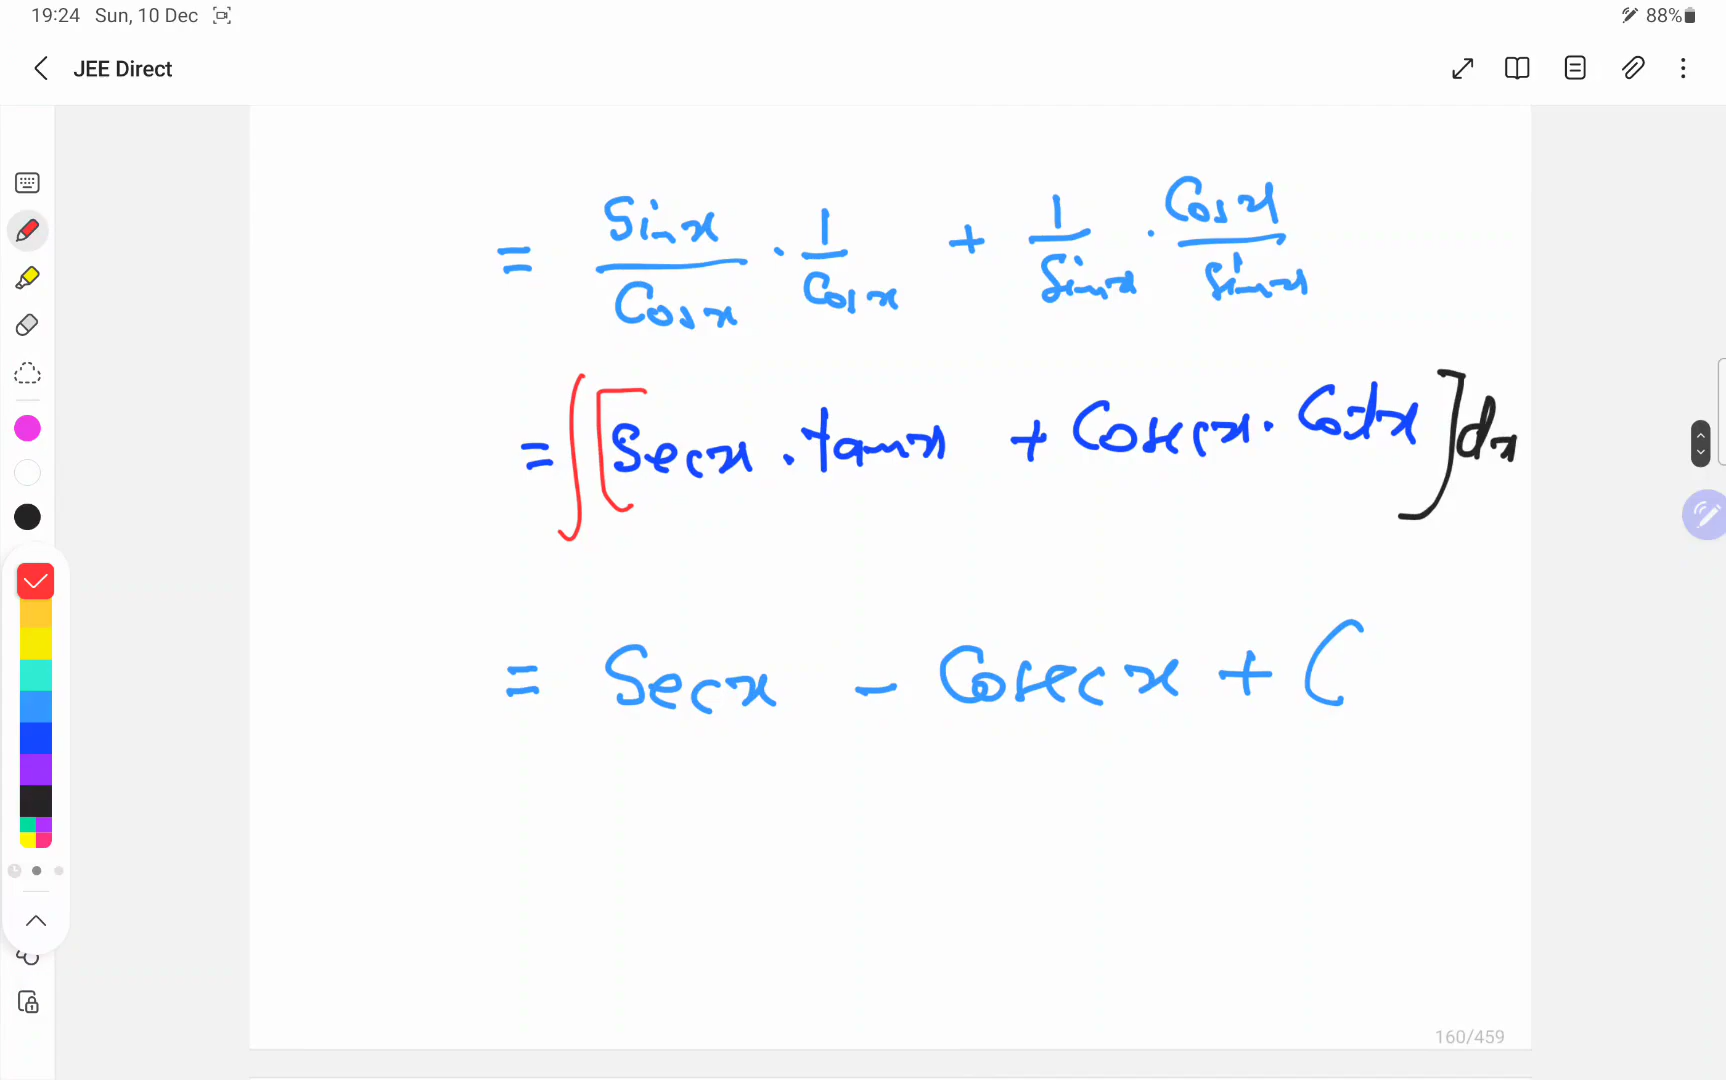 19:24 Sun, 10 Dec 88%
JEE Direct
= Sinx/Cosx · 1/Cosx + 1/Sinx · Cosx/Sinx
= ∫[Secx · tanx + Cosecx · Cotx]dx
= Secx - Cosecx + C
160/459